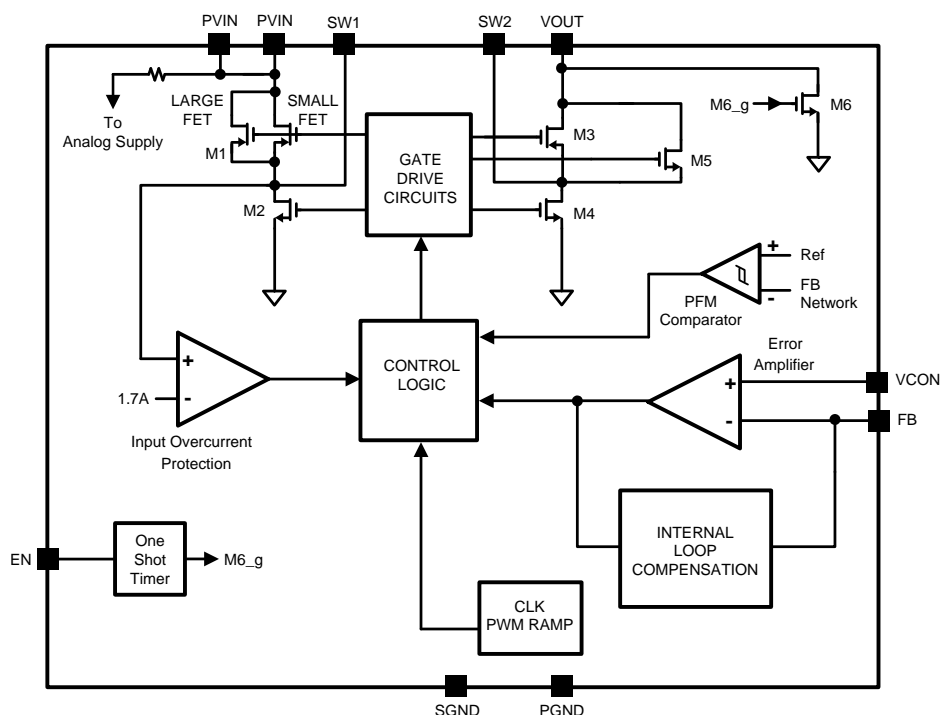 PVIN
PVIN
SW1
SW2
VOUT
To
Analog Supply
LARGE
FET
SMALL
FET
M1
M2
GATE
DRIVE
CIRCUITS
M3
M4
M5
M6_g
M6
+
Ref
FB
Network
-
PFM
Comparator
+
1.7A
-
Input Overcurrent
Protection
CONTROL
LOGIC
Error
Amplifier
+
-
VCON
FB
INTERNAL
LOOP
COMPENSATION
EN
One
Shot
Timer
M6_g
CLK
PWM RAMP
SGND
PGND